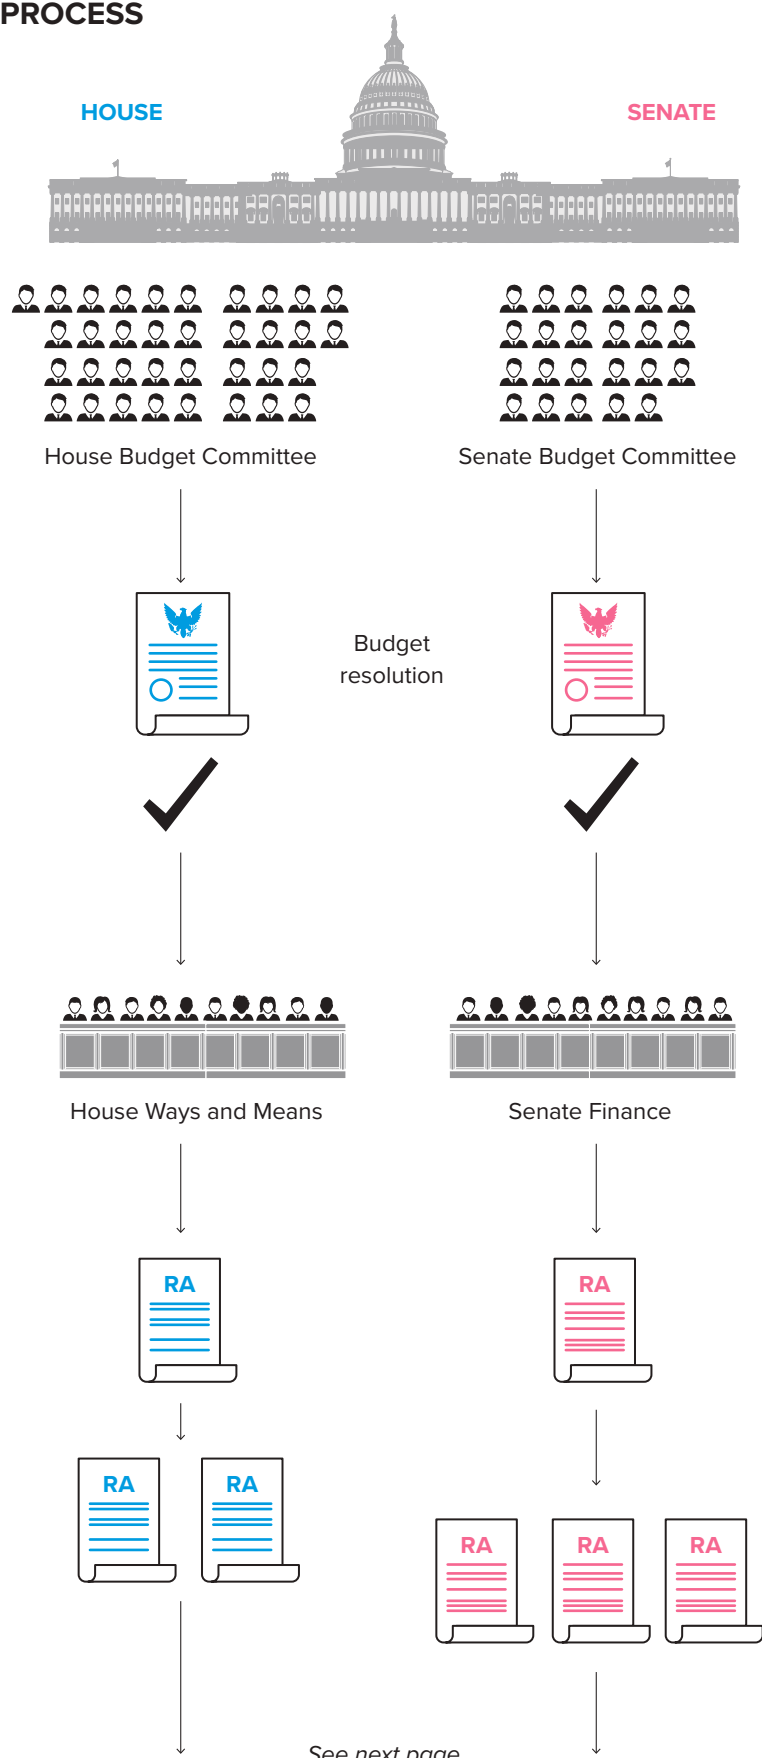 PROCESS
HOUSE
SENATE
House Budget Committee
Senate Budget Committee
Budget
resolution
House Ways and Means
Senate Finance
RA
RA
RA
RA
RA
RA
RA
See next page